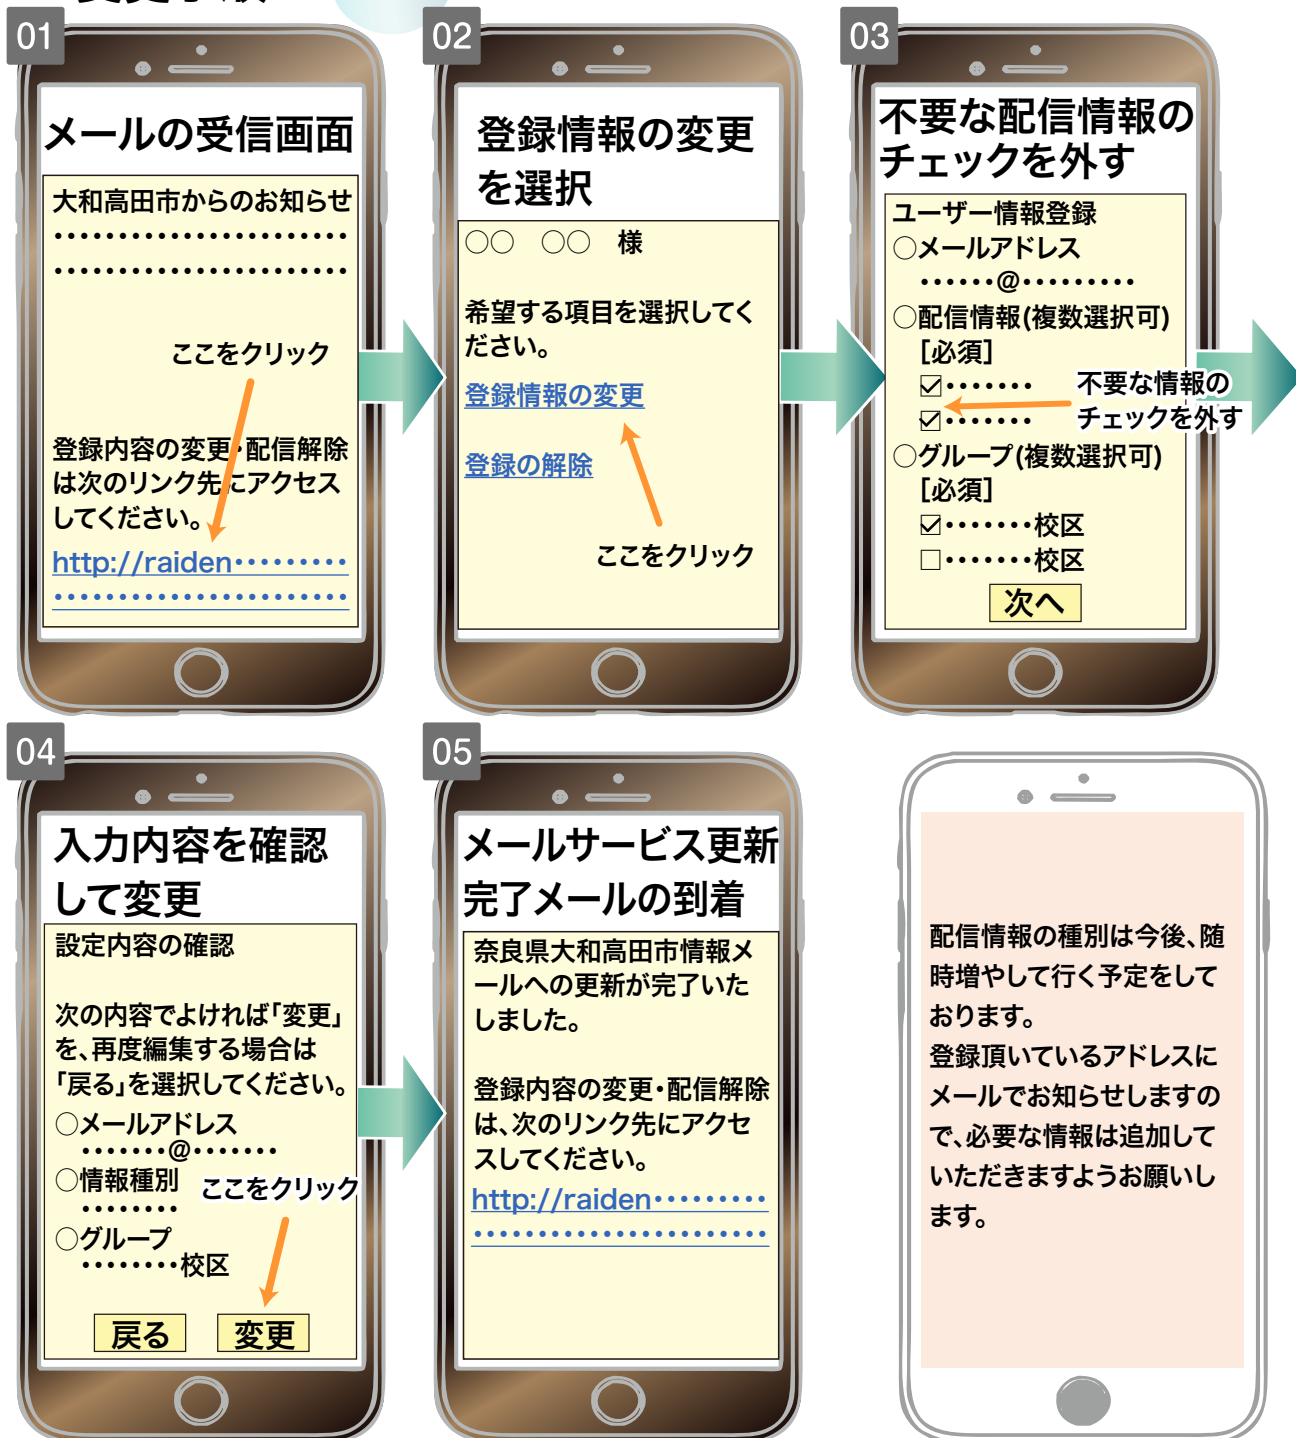 01
メールの受信画面
大和高田市からのお知らせ
・・・・・・・・・・・・・・・・・・・・・・・
・・・・・・・・・・・・・・・・・・・・・・・
ここをクリック
登録内容の変更・配信解除
は次のリンク先にアクセス
してください。
http://raiden・・・・・・・・・
・・・・・・・・・・・・・・・・・・・・・・
02
登録情報の変更
を選択
○○ ○○ 様
希望する項目を選択してく
ださい。
登録情報の変更
登録の解除
ここをクリック
03
不要な配信情報の
チェックを外す
ユーザー情報登録
○メールアドレス
・・・・・・@・・・・・・・・・
○配信情報(複数選択可)
［必須］
☑・・・・・・・
☑・・・・・・・
不要な情報の
チェックを外す
○グループ(複数選択可)
［必須］
☑・・・・・・・校区
□・・・・・・・校区
次へ
04
入力内容を確認
して変更
設定内容の確認
次の内容でよければ「変更」
を、再度編集する場合は
「戻る」を選択してください。
○メールアドレス
・・・・・・・@・・・・・・・
○情報種別
・・・・・・・・
ここをクリック
○グループ
・・・・・・・・校区
戻る 変更
05
メールサービス更新
完了メールの到着
奈良県大和高田市情報メ
ールへの更新が完了いた
しました。
登録内容の変更・配信解除
は、次のリンク先にアクセ
スしてください。
http://raiden・・・・・・・・・
・・・・・・・・・・・・・・・・・・・・・・
配信情報の種別は今後、随
時増やして行く予定をして
おります。
登録頂いているアドレスに
メールでお知らせしますの
で、必要な情報は追加して
いただきますようお願いし
ます。